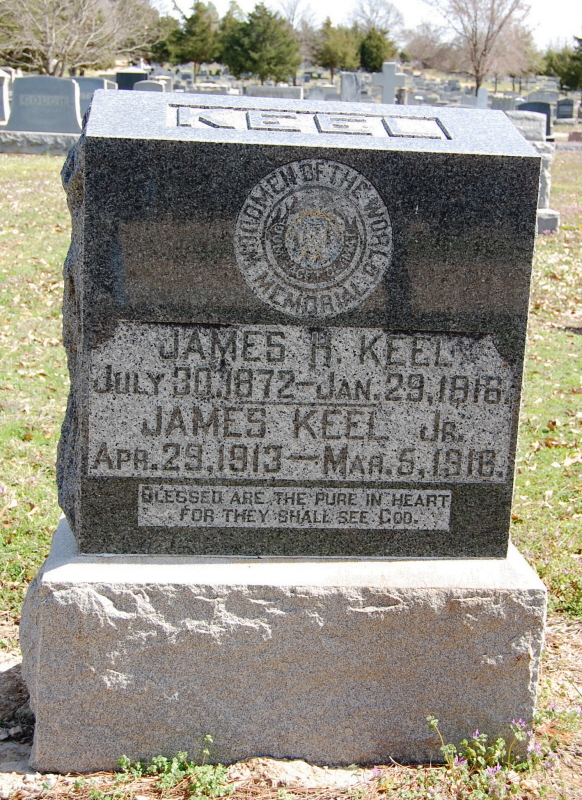 KEEL
WOODMEN OF THE WORLD
MEMORIAL
JAMES H. KEEL
JULY 30, 1872 — JAN. 29, 1916.
JAMES KEEL JR.
APR. 29, 1913 — MAR. 5, 1916.
BLESSED ARE THE PURE IN HEART
FOR THEY SHALL SEE GOD.